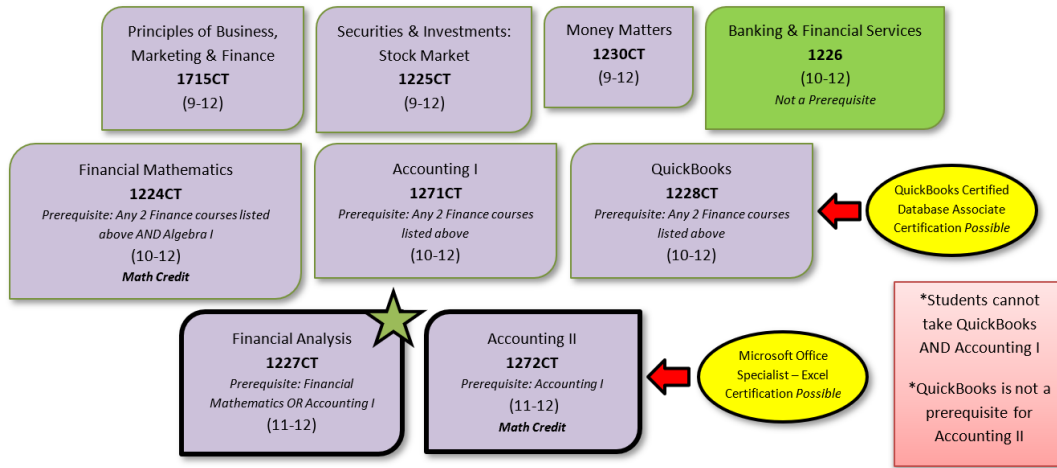 Principles of Business,
Marketing & Finance
1715CT
(9-12)
Securities & Investments:
Stock Market
1225CT
(9-12)
Money Matters
1230CT
(9-12)
Banking & Financial Services
1226
(10-12)
Not a Prerequisite
Financial Mathematics
1224CT
Prerequisite: Any 2 Finance courses listed
above AND Algebra I
(10-12)
Math Credit
Accounting I
1271CT
Prerequisite: Any 2 Finance courses
listed above
(10-12)
QuickBooks
1228CT
Prerequisite: Any 2 Finance courses
listed above
(10-12)
QuickBooks Certified
Database Associate
Certification Possible
Financial Analysis
1227CT
Prerequisite: Financial
Mathematics OR Accounting I
(11-12)
Accounting II
1272CT
Prerequisite: Accounting I
(11-12)
Math Credit
Microsoft Office
Specialist – Excel
Certification Possible
*Students cannot
take QuickBooks
AND Accounting I
*QuickBooks is not a
prerequisite for
Accounting II